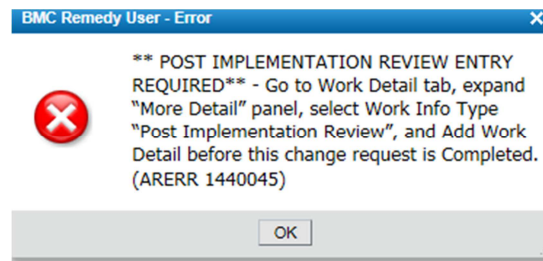 BMC Remedy User - Error
** POST IMPLEMENTATION REVIEW ENTRY
REQUIRED** - Go to Work Detail tab, expand
“More Detail” panel, select Work Info Type
“Post Implementation Review”, and Add Work
Detail before this change request is Completed.
(ARERR 1440045)
OK